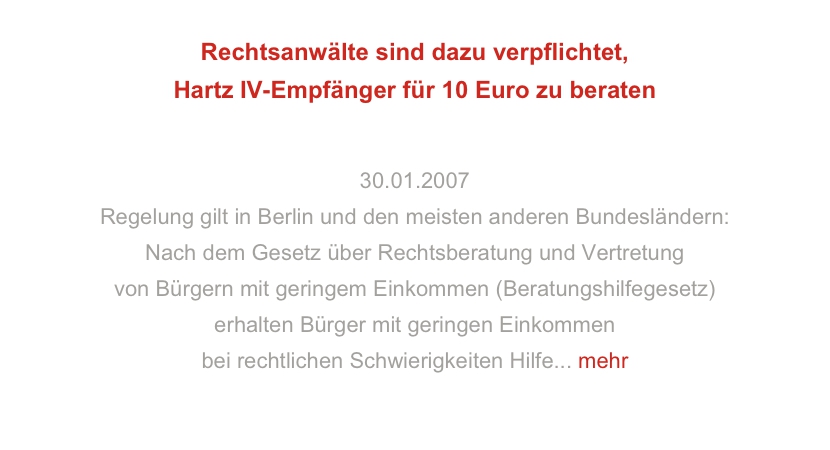 Rechtsanwälte sind dazu verpflichtet,
Hartz IV-Empfänger für 10 Euro zu beraten
30.01.2007
Regelung gilt in Berlin und den meisten anderen Bundesländern:
Nach dem Gesetz über Rechtsberatung und Vertretung
von Bürgern mit geringem Einkommen (Beratungshilfegesetz)
erhalten Bürger mit geringen Einkommen
bei rechtlichen Schwierigkeiten Hilfe... mehr